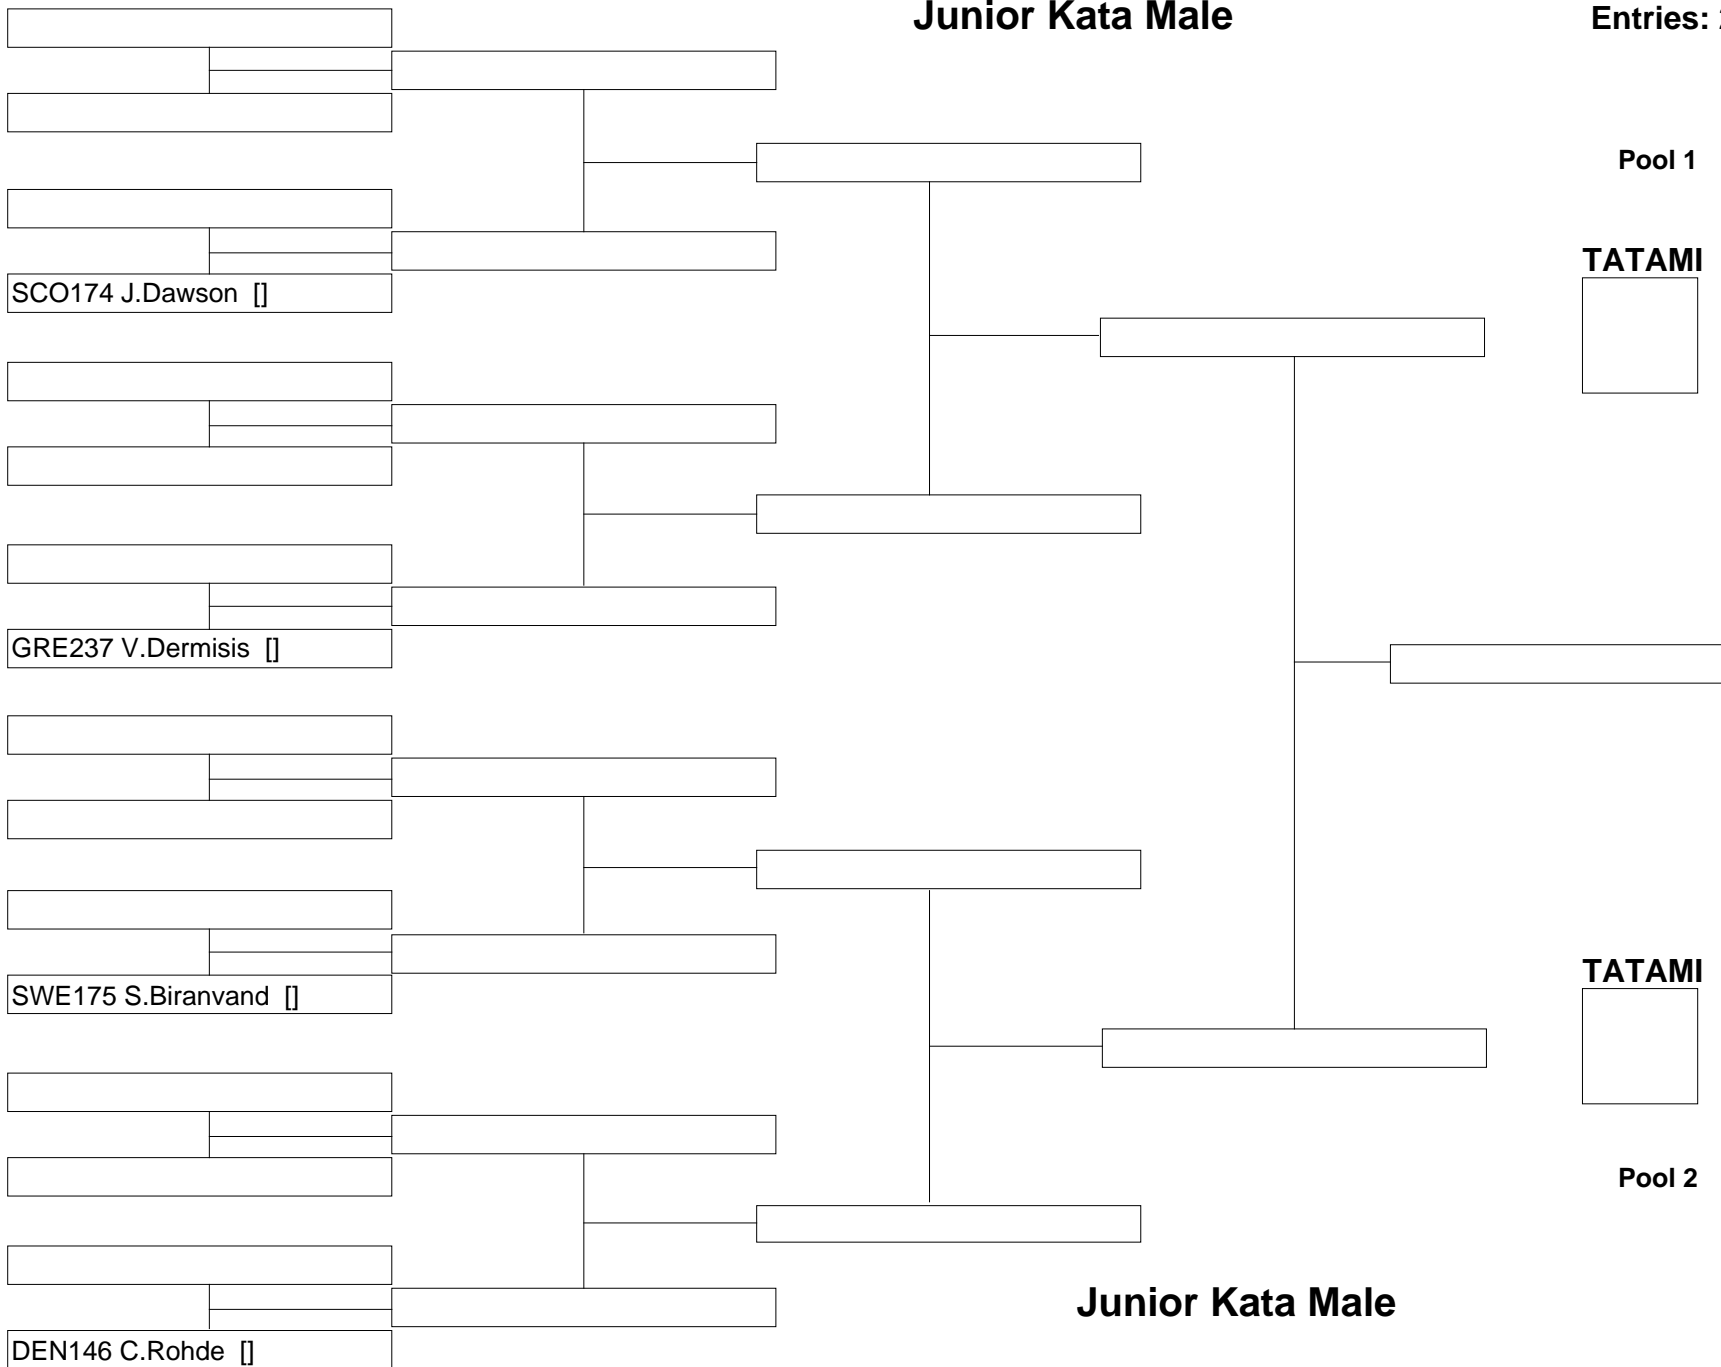 Junior Kata Male
Entries:
Pool 1
TATAMI
SCO174 J.Dawson []
GRE237 V.Dermisis []
SWE175 S.Biranvand []
TATAMI
Pool 2
Junior Kata Male
DEN146 C.Rohde []